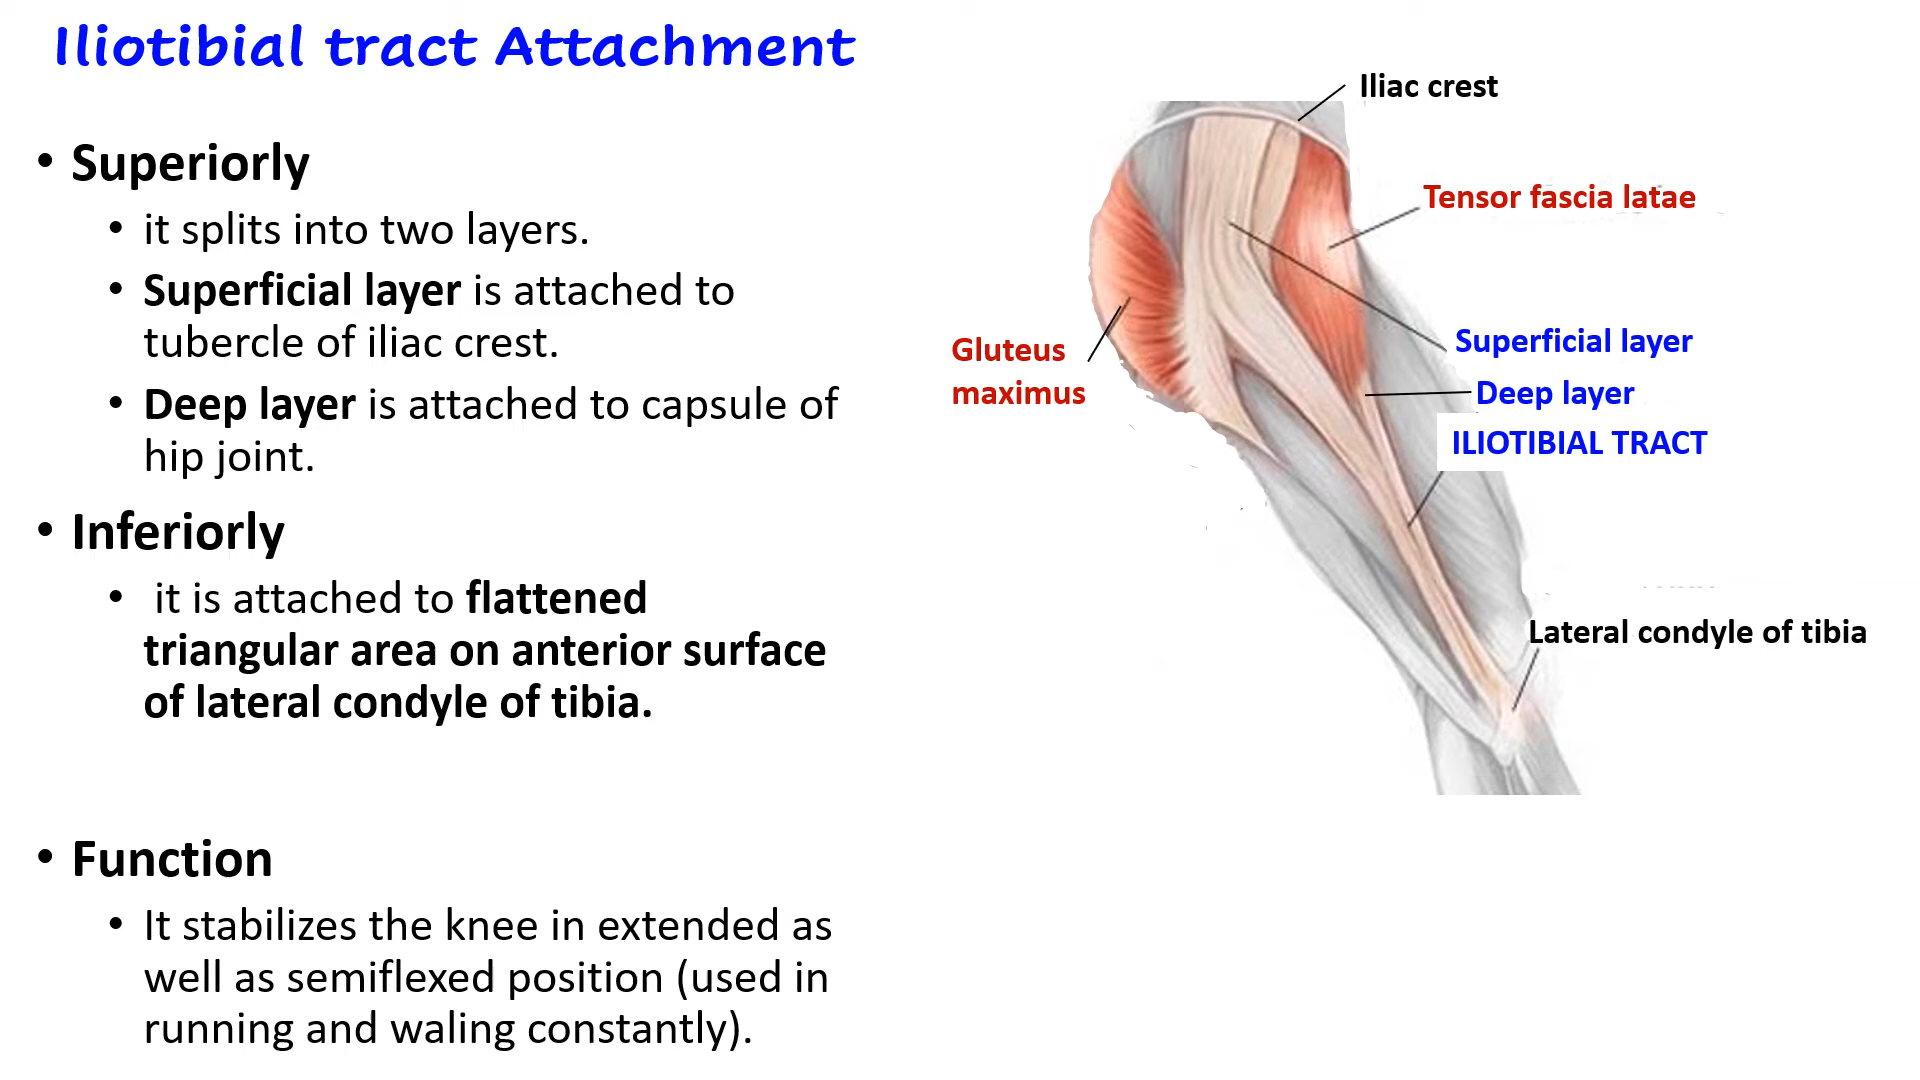 Iliotibial tract Attachment
• Superiorly
• it splits into two layers.
• Superficial layer is attached to
tubercle of iliac crest.
• Deep layer is attached to capsule of
hip joint.
• Inferiorly
• it is attached to flattened
triangular area on anterior surface
of lateral condyle of tibia.
• Function
• It stabilizes the knee in extended as
well as semiflexed position (used in
running and waling constantly).
Iliac crest
Tensor fascia latae
Superficial layer
Gluteus
maximus
Deep layer
ILIOTIBIAL TRACT
Lateral condyle of tibia